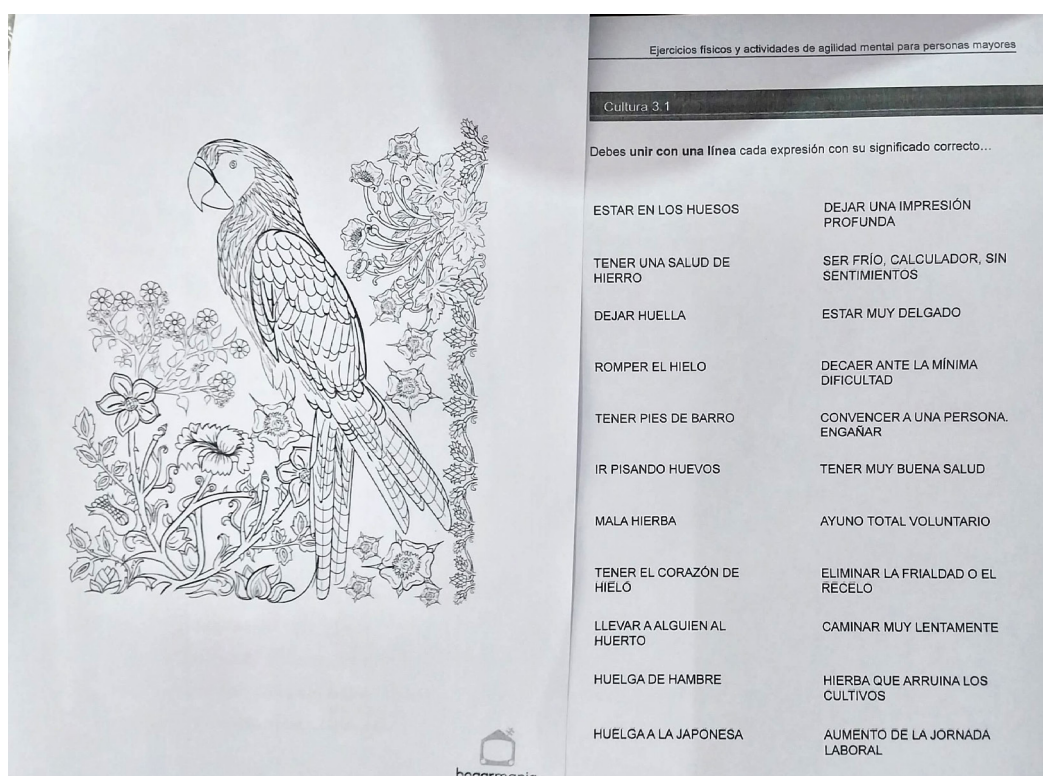 Ejercicios físicos y actividades de agilidad mental para personas mayores
Cultura 3.1
Debes unir con una línea cada expresión con su significado correcto...
ESTAR EN LOS HUESOS
DEJAR UNA IMPRESIÓN
PROFUNDA
TENER UNA SALUD DE
HIERRO
SER FRÍO, CALCULADOR, SIN
SENTIMIENTOS
DEJAR HUELLA
ESTAR MUY DELGADO
ROMPER EL HIELO
DECAER ANTE LA MÍNIMA
DIFICULTAD
TENER PIES DE BARRO
CONVENCER A UNA PERSONA.
ENGAÑAR
IR PISANDO HUEVOS
TENER MUY BUENA SALUD
MALA HIERBA
AYUNO TOTAL VOLUNTARIO
TENER EL CORAZÓN DE
HIELO
ELIMINAR LA FRIALDAD O EL
RECELO
LLEVAR A ALGUIEN AL
HUERTO
CAMINAR MUY LENTAMENTE
HUELGA DE HAMBRE
HIERBA QUE ARRUINA LOS
CULTIVOS
HUELGA A LA JAPONESA
AUMENTO DE LA JORNADA
LABORAL